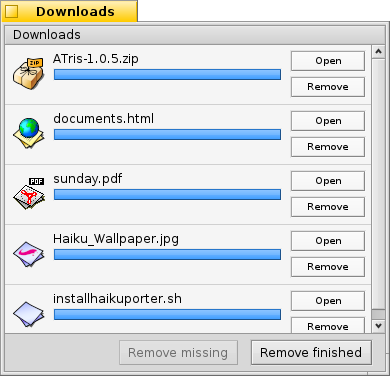 Downloads
Downloads
ZIP
ATris-1.0.5.zip
Open
Remove
documents.html
Open
Remove
PDF
sunday.pdf
Open
Remove
Haiku_Wallpaper.jpg
Open
Remove
installhaikuporter.sh
Open
Remove
Remove missing
Remove finished